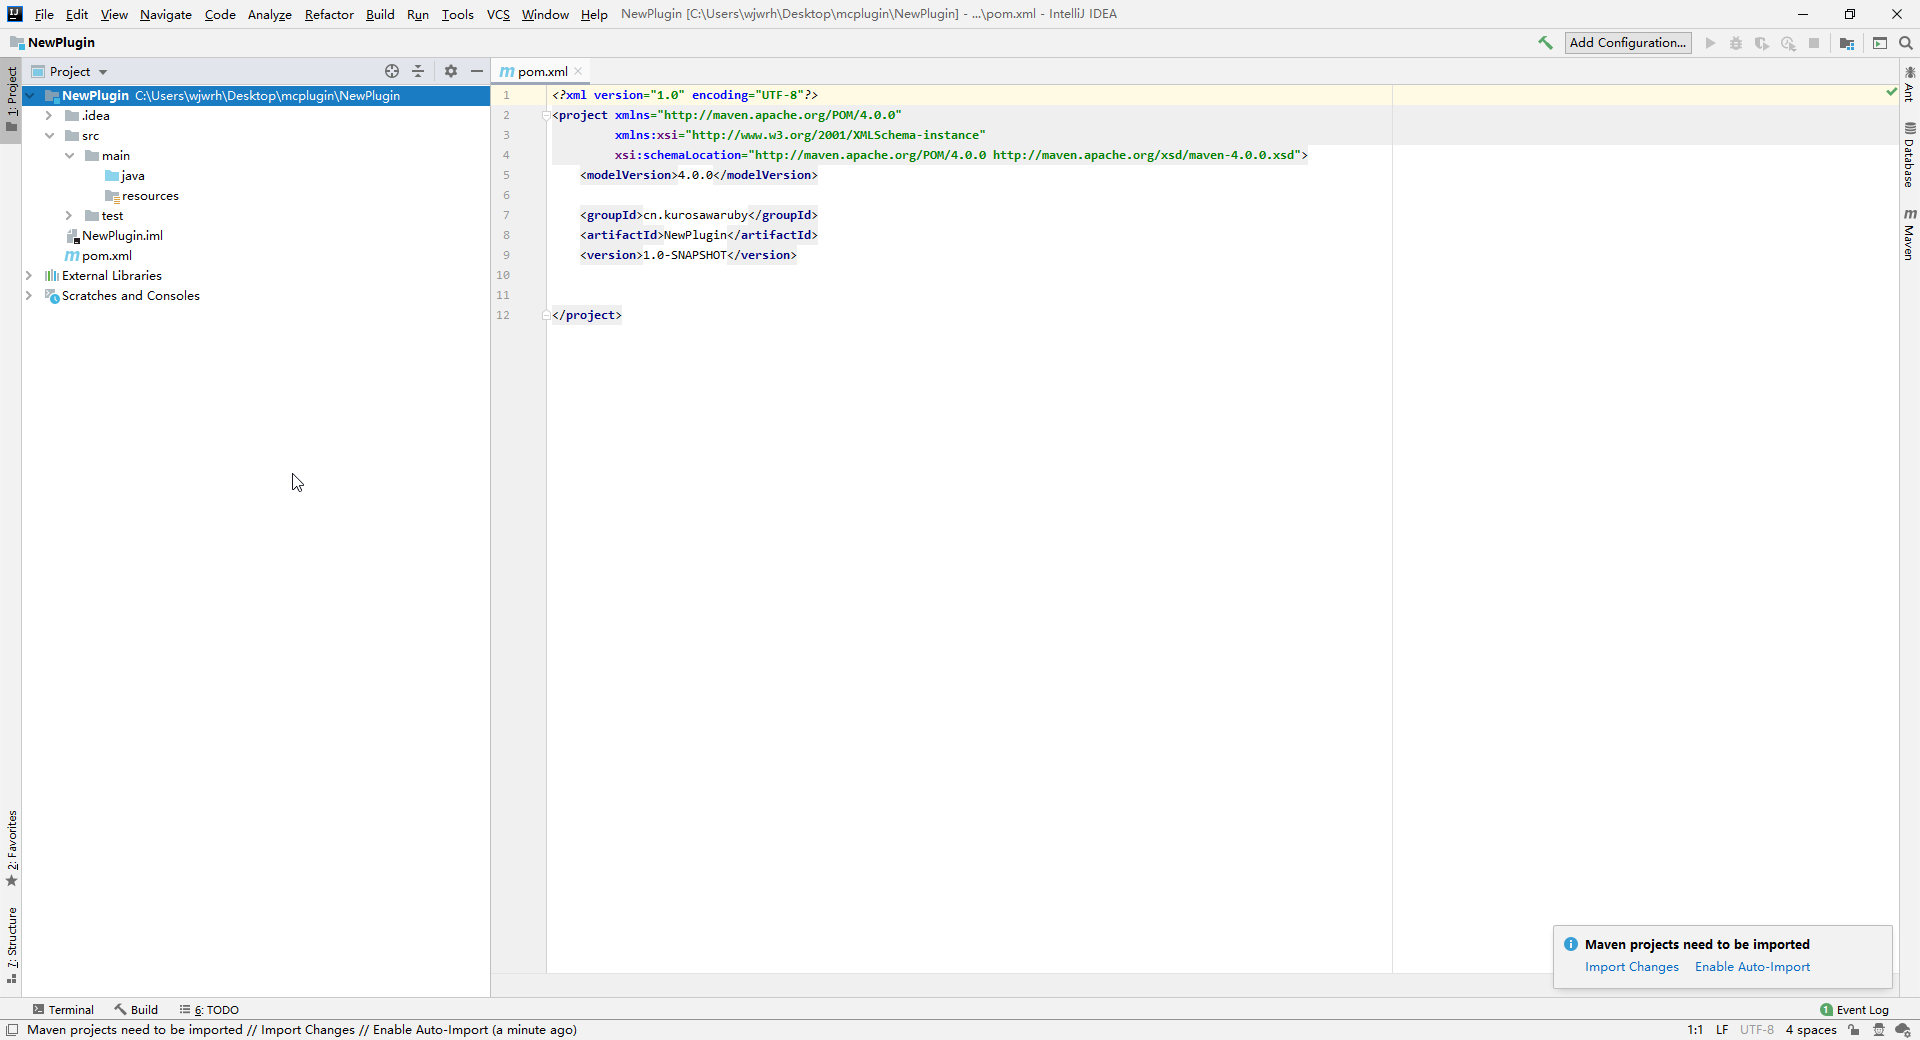 File Edit View Navigate Code Analyze Refactor Build Run Tools VCS Window Help NewPlugin [C:\Users\wjwrh\Desktop\mcplugin\NewPlugin] - ...\pom.xml - IntelliJ IDEA
NewPlugin
Add Configuration...
1: Project
Project
NewPlugin C:\Users\wjwrh\Desktop\mcplugin\NewPlugin
.idea
src
main
java
resources
test
NewPlugin.iml
pom.xml
External Libraries
Scratches and Consoles
2: Favorites
7: Structure
pom.xml
1 <?xml version="1.0" encoding="UTF-8"?>
2 <project xmlns="http://maven.apache.org/POM/4.0.0"
3 xmlns:xsi="http://www.w3.org/2001/XMLSchema-instance"
4 xsi:schemaLocation="http://maven.apache.org/POM/4.0.0 http://maven.apache.org/xsd/maven-4.0.0.xsd">
5 <modelVersion>4.0.0</modelVersion>
6
7 <groupId>cn.kurosawaruby</groupId>
8 <artifactId>NewPlugin</artifactId>
9 <version>1.0-SNAPSHOT</version>
10
11
12 </project>
Ant
Database
Maven
Maven projects need to be imported
Import Changes Enable Auto-Import
Terminal Build 6: TODO
1 Event Log
Maven projects need to be imported // Import Changes // Enable Auto-Import (a minute ago)
1:1 LF UTF-8 4 spaces